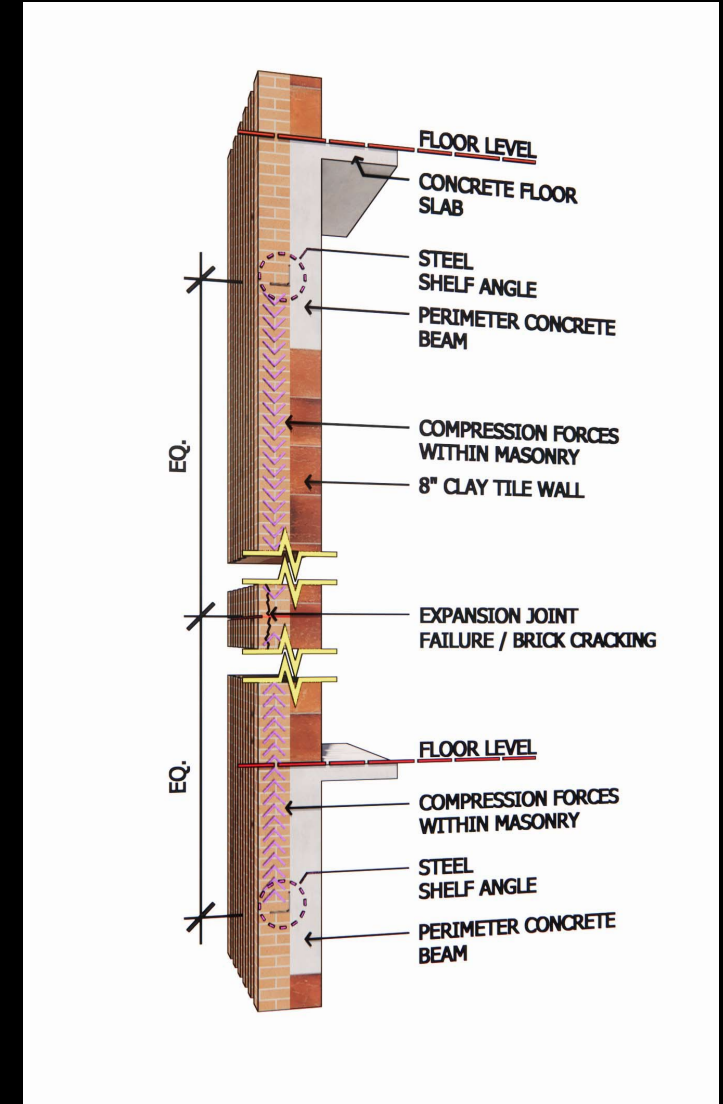 FLOOR LEVEL
CONCRETE FLOOR
SLAB
STEEL
SHELF ANGLE
PERIMETER CONCRETE
BEAM
EQ.
COMPRESSION FORCES
WITHIN MASONRY
8" CLAY TILE WALL
EXPANSION JOINT
FAILURE / BRICK CRACKING
FLOOR LEVEL
EQ.
COMPRESSION FORCES
WITHIN MASONRY
STEEL
SHELF ANGLE
PERIMETER CONCRETE
BEAM